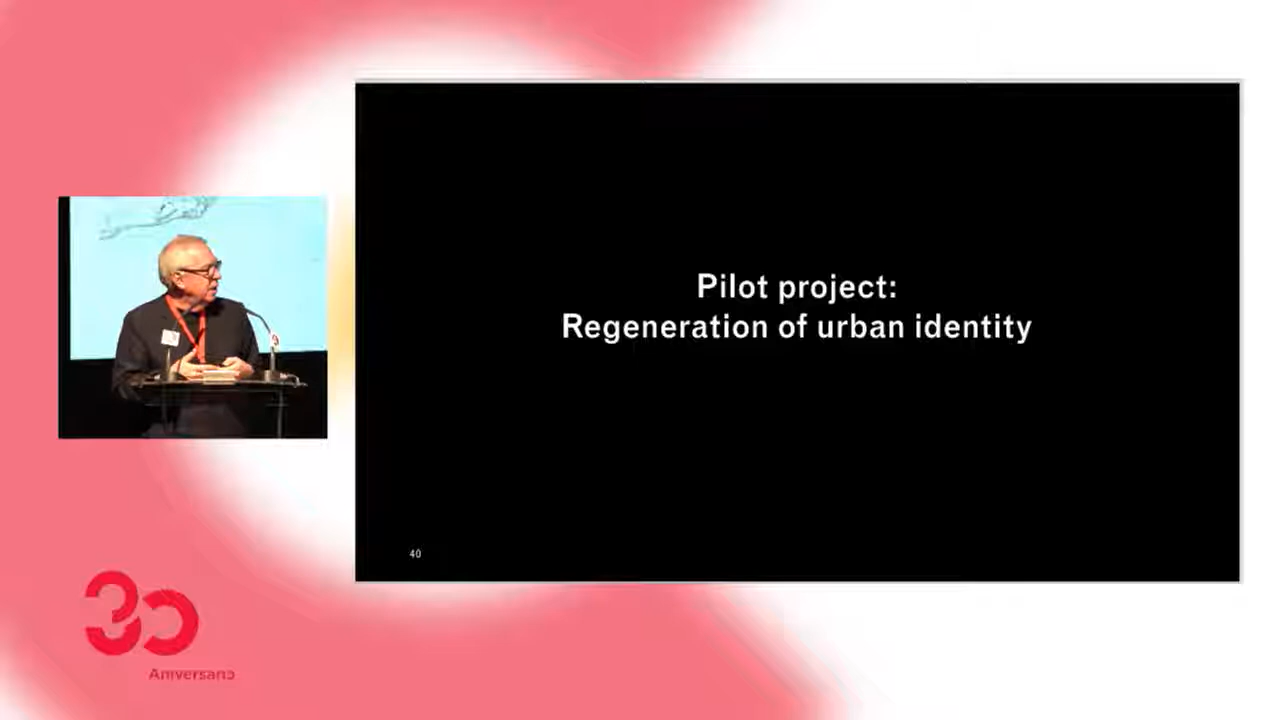 Pilot project:
Regeneration of urban identity
40
30
Aniversario